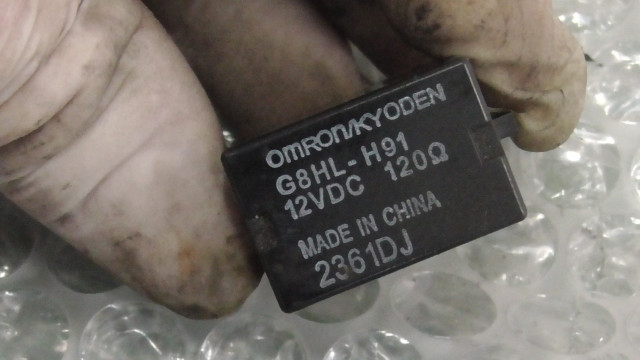 OMRON/KYODEN
G8HL-H91
12VDC 120Ω
MADE IN CHINA
2361DJ